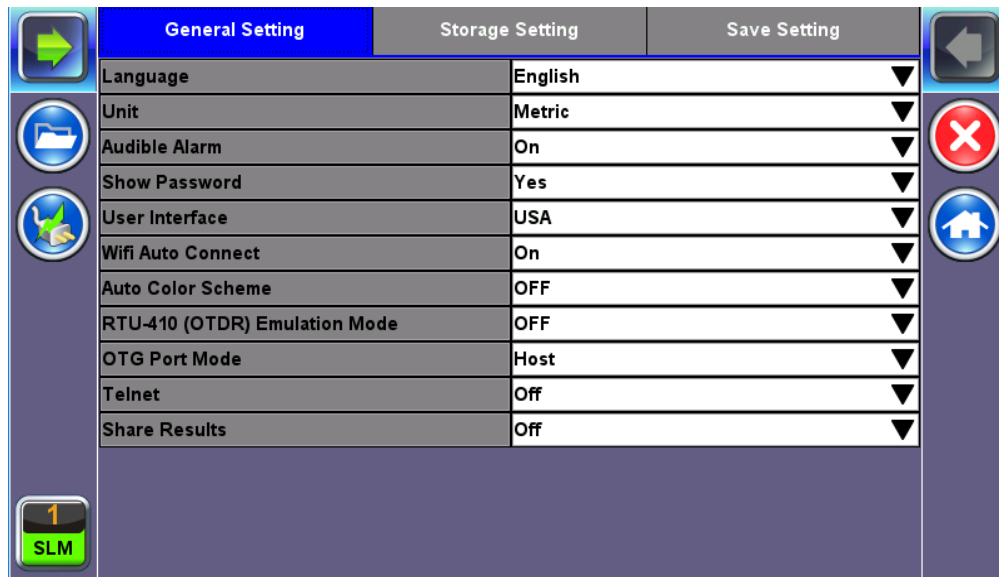 General Setting Storage Setting Save Setting
Language English
Unit Metric
Audible Alarm On
Show Password Yes
User Interface USA
Wifi Auto Connect On
Auto Color Scheme OFF
RTU-410 (OTDR) Emulation Mode OFF
OTG Port Mode Host
Telnet Off
Share Results Off
1
SLM